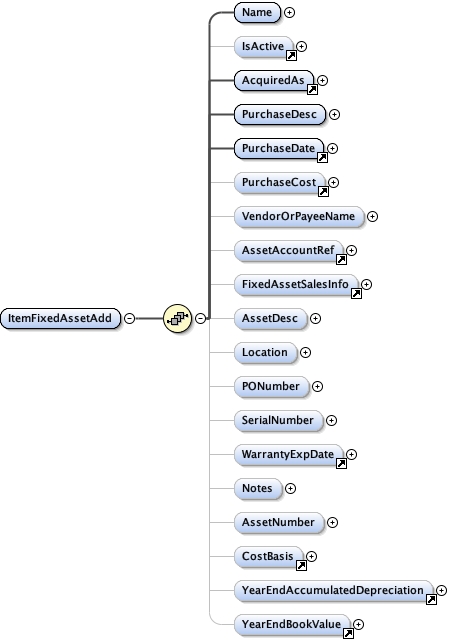 Name
IsActive
AcquiredAs
PurchaseDesc
PurchaseDate
PurchaseCost
VendorOrPayeeName
AssetAccountRef
FixedAssetSalesInfo
ItemFixedAssetAdd
AssetDesc
Location
PONumber
SerialNumber
WarrantyExpDate
Notes
AssetNumber
CostBasis
YearEndAccumulatedDepreciation
YearEndBookValue